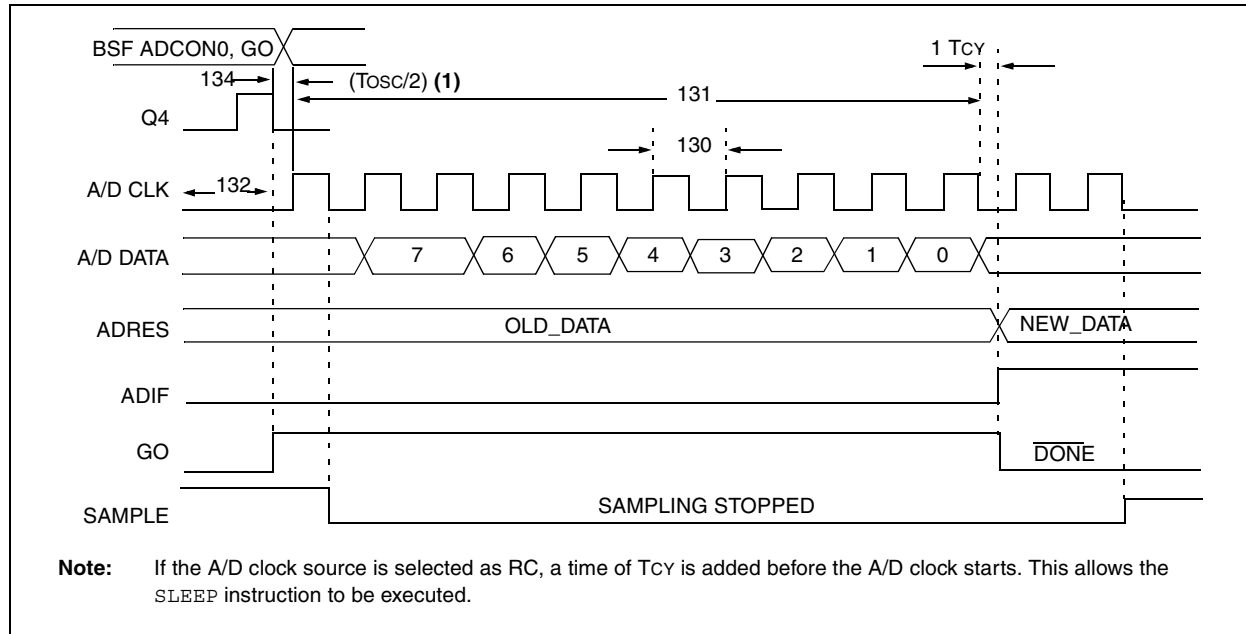 BSF ADCON0, GO
1 TCY
134
(TOSC/2) (1)
131
Q4
130
A/D CLK
132
A/D DATA
7 6 5 4 3 2 1 0
ADRES
OLD_DATA
NEW_DATA
ADIF
GO
DONE
SAMPLE
SAMPLING STOPPED
Note: If the A/D clock source is selected as RC, a time of TCY is added before the A/D clock starts. This allows the
SLEEP instruction to be executed.